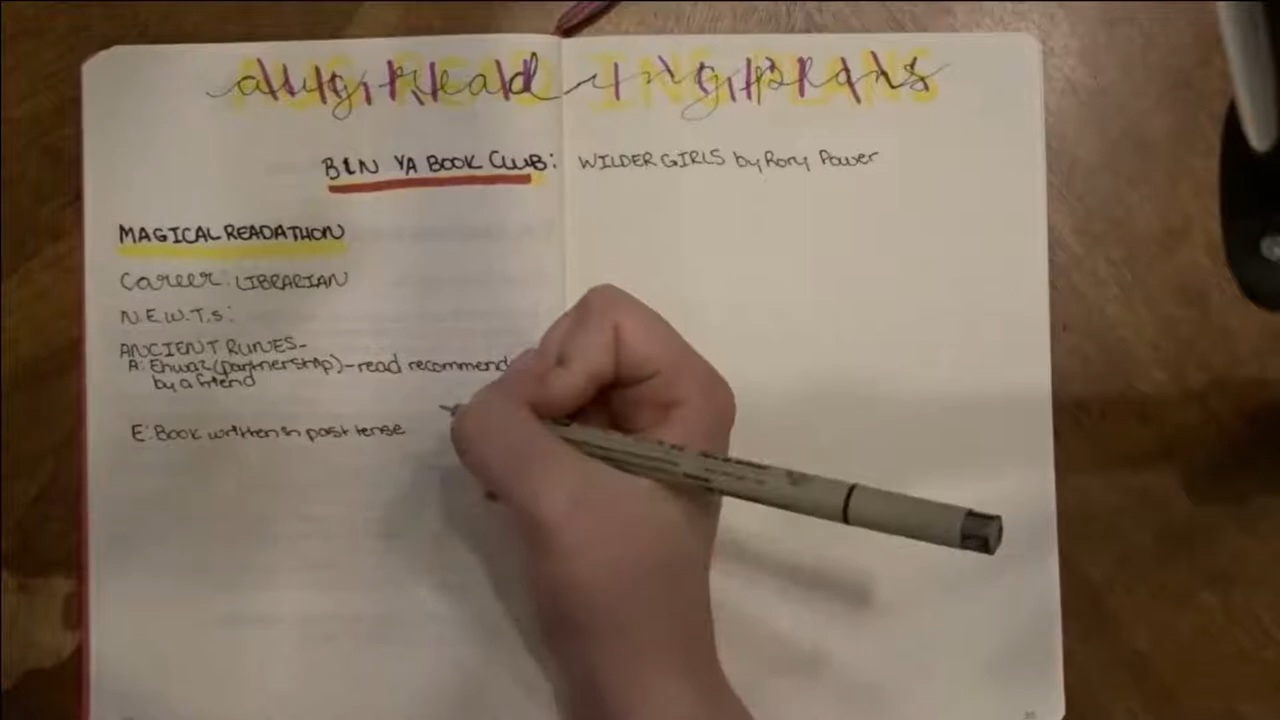 aug reading plans
B&N YA BOOK CLUB: WILDER GIRLS by Rory Power
MAGICAL READATHON
Career: LIBRARIAN
N.E.W.T.s:
ANCIENT RUNES-
A: Ehwaz (partnership) - read recommend
by a friend
E: Book written in past tense